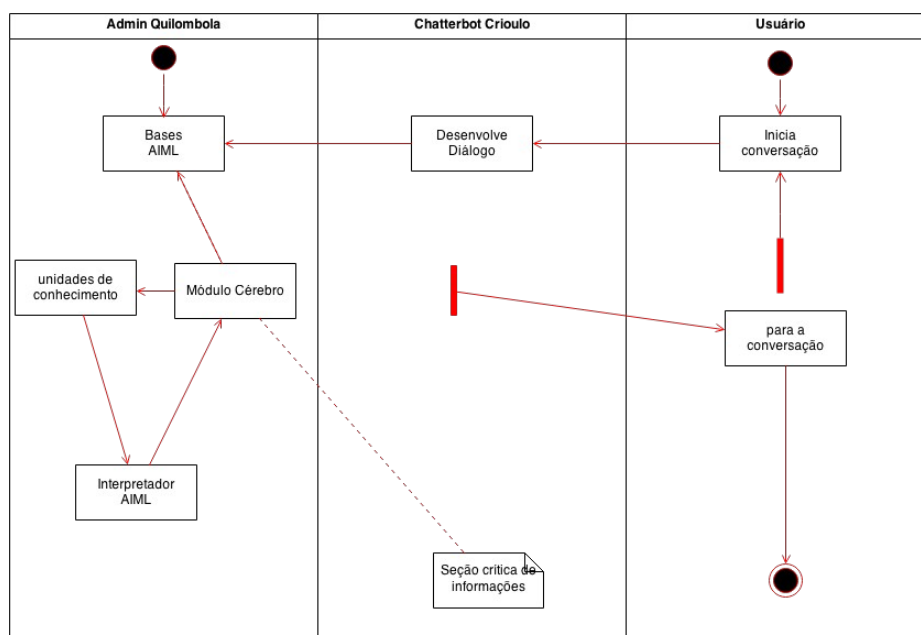 Admin Quilombola
Chatterbot Crioulo
Usuário
Bases
AIML
Desenvolve
Diálogo
Inicia
conversação
unidades de
conhecimento
Módulo Cérebro
para a
conversação
Interpretador
AIML
Seção crítica de
informações